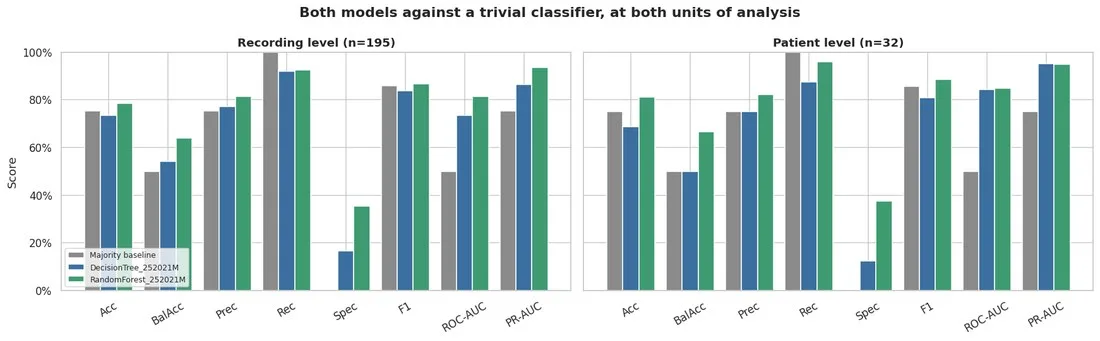 Both models against a trivial classifier, at both units of analysis
Recording level (n=195)
Patient level (n=32)
Score
100%
80%
60%
40%
20%
0%
Majority baseline
DecisionTree_252021M
RandomForest_252021M
Acc
BalAcc
Prec
Rec
Spec
F1
ROC-AUC
PR-AUC
Acc
BalAcc
Prec
Rec
Spec
F1
ROC-AUC
PR-AUC